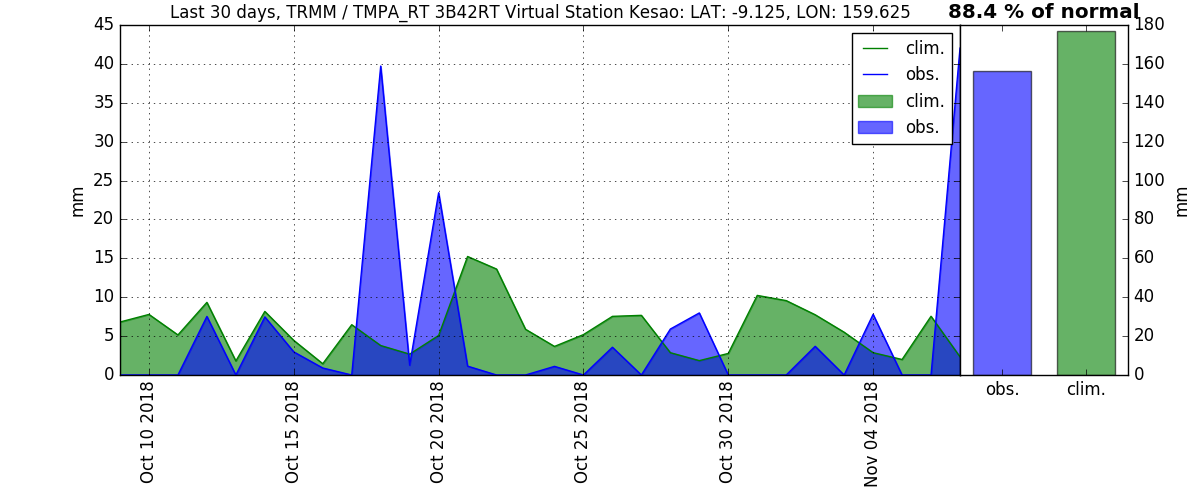 Last 30 days, TRMM / TMPA_RT 3B42RT Virtual Station Kesao: LAT: -9.125, LON: 159.625
88.4 % of normal
45
40
35
30
25
20
15
10
5
0
mm
clim.
obs.
clim.
obs.
180
160
140
120
100
80
60
40
20
0
mm
obs.
clim.
Oct 10 2018
Oct 15 2018
Oct 20 2018
Oct 25 2018
Oct 30 2018
Nov 04 2018